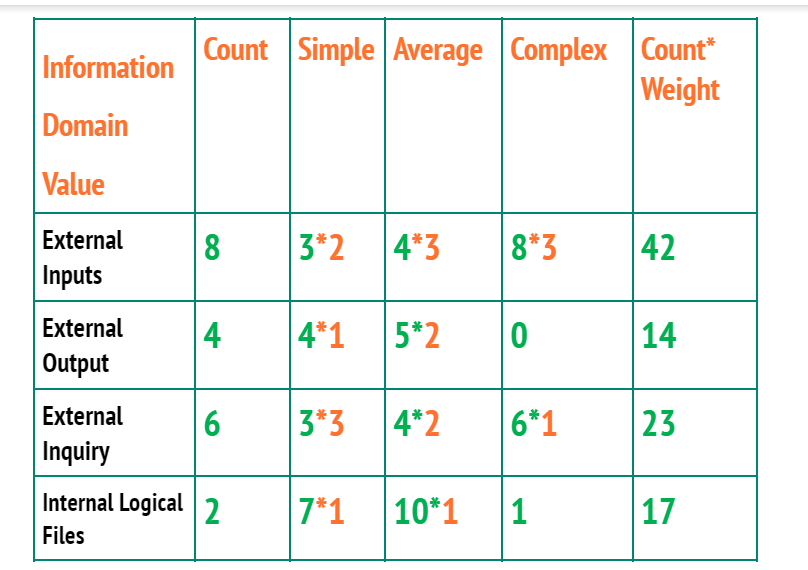 Information Domain Value | Count | Simple | Average | Complex | Count* Weight
External Inputs | 8 | 3*2 | 4*3 | 8*3 | 42
External Output | 4 | 4*1 | 5*2 | 0 | 14
External Inquiry | 6 | 3*3 | 4*2 | 6*1 | 23
Internal Logical Files | 2 | 7*1 | 10*1 | 1 | 17